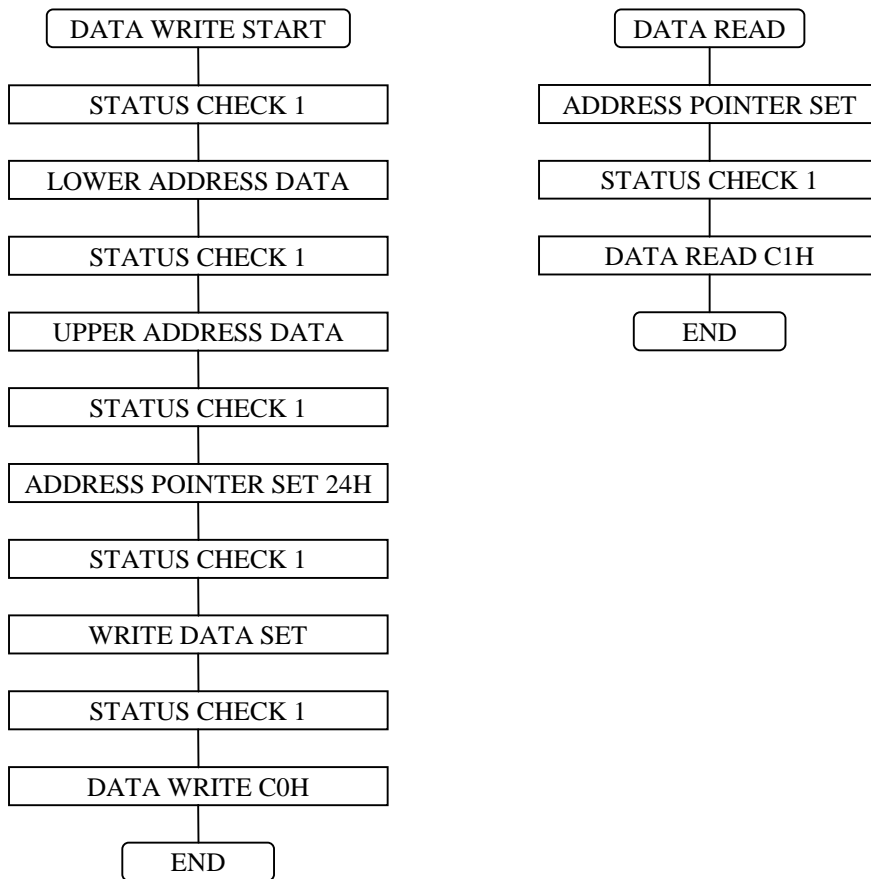 DATA WRITE START
STATUS CHECK 1
LOWER ADDRESS DATA
STATUS CHECK 1
UPPER ADDRESS DATA
STATUS CHECK 1
ADDRESS POINTER SET 24H
STATUS CHECK 1
WRITE DATA SET
STATUS CHECK 1
DATA WRITE C0H
END
DATA READ
ADDRESS POINTER SET
STATUS CHECK 1
DATA READ C1H
END